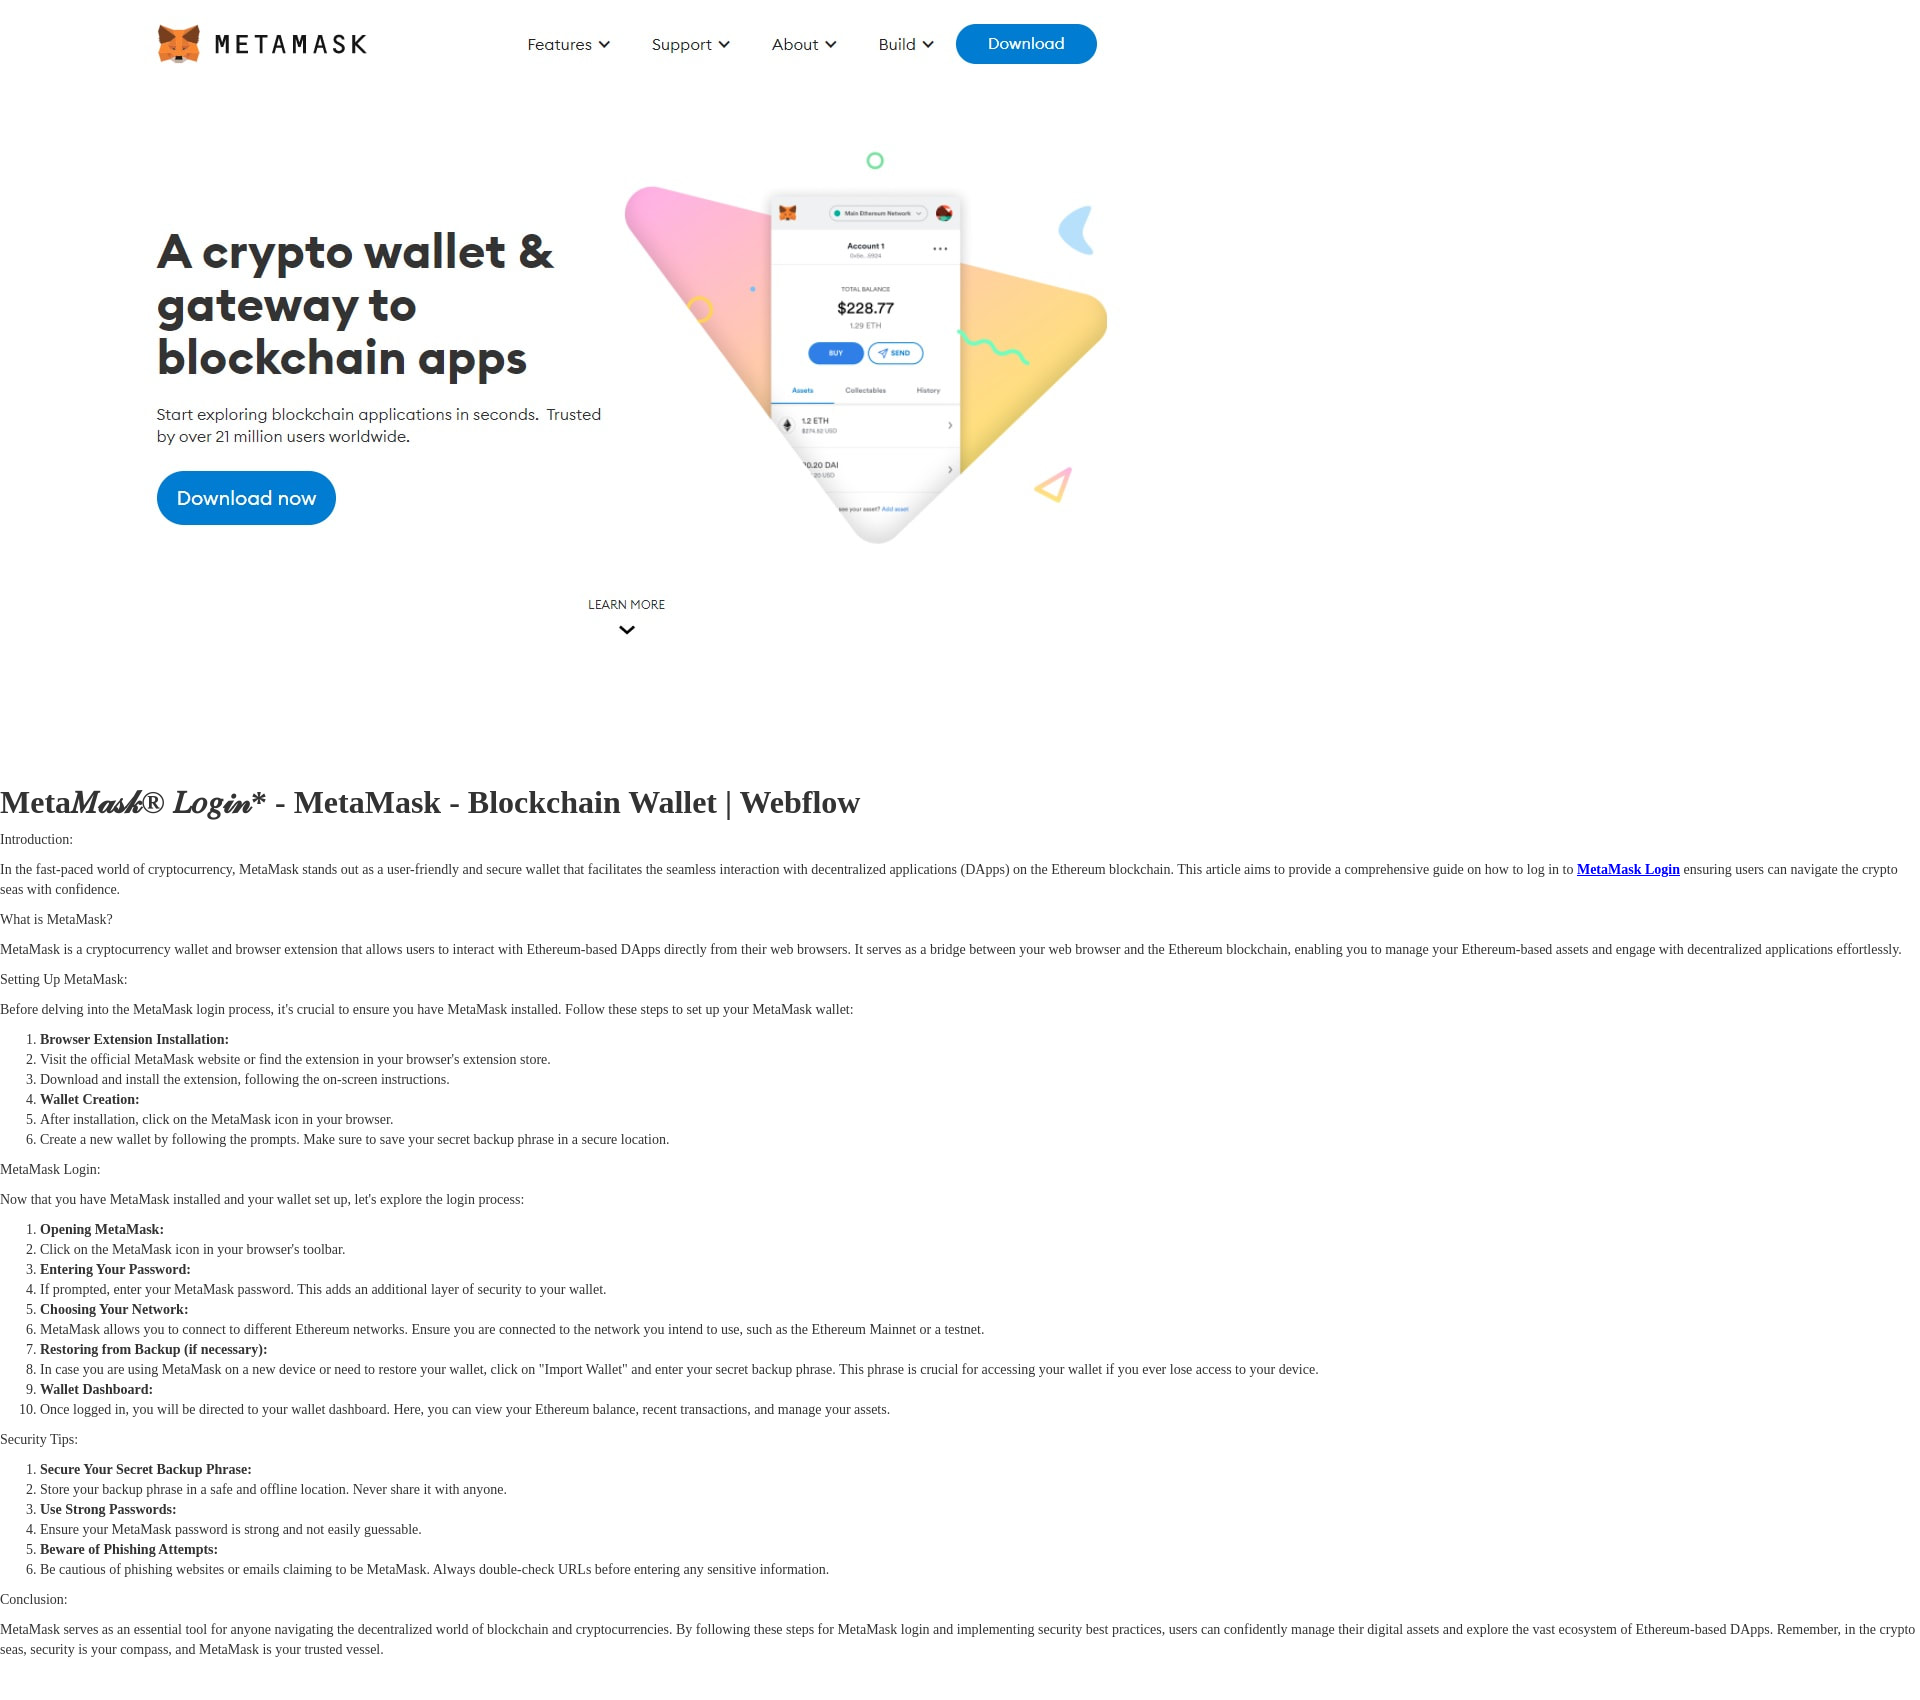 METAMASK
Features Support About Build Download
A crypto wallet &
gateway to
blockchain apps
Start exploring blockchain applications in seconds. Trusted
by over 21 million users worldwide.
Download now
Main Ethereum Network
Account 1
TOTAL BALANCE
$228.77
1.29 ETH
BUY SEND
Assets Collectables History
1.2 ETH
$274.52 USD
0.20 DAI
20 USD
see your asset? Add asset
LEARN MORE
Meta𝓜𝓪𝓼𝓴® 𝑳𝒐𝒈𝓲𝓷* - MetaMask - Blockchain Wallet | Webflow
Introduction:
In the fast-paced world of cryptocurrency, MetaMask stands out as a user-friendly and secure wallet that facilitates the seamless interaction with decentralized applications (DApps) on the Ethereum blockchain. This article aims to provide a comprehensive guide on how to log in to MetaMask Login ensuring users can navigate the crypto
seas with confidence.
What is MetaMask?
MetaMask is a cryptocurrency wallet and browser extension that allows users to interact with Ethereum-based DApps directly from their web browsers. It serves as a bridge between your web browser and the Ethereum blockchain, enabling you to manage your Ethereum-based assets and engage with decentralized applications effortlessly.
Setting Up MetaMask:
Before delving into the MetaMask login process, it's crucial to ensure you have MetaMask installed. Follow these steps to set up your MetaMask wallet:
1. Browser Extension Installation:
2. Visit the official MetaMask website or find the extension in your browser's extension store.
3. Download and install the extension, following the on-screen instructions.
4. Wallet Creation:
5. After installation, click on the MetaMask icon in your browser.
6. Create a new wallet by following the prompts. Make sure to save your secret backup phrase in a secure location.
MetaMask Login:
Now that you have MetaMask installed and your wallet set up, let's explore the login process:
1. Opening MetaMask:
2. Click on the MetaMask icon in your browser's toolbar.
3. Entering Your Password:
4. If prompted, enter your MetaMask password. This adds an additional layer of security to your wallet.
5. Choosing Your Network:
6. MetaMask allows you to connect to different Ethereum networks. Ensure you are connected to the network you intend to use, such as the Ethereum Mainnet or a testnet.
7. Restoring from Backup (if necessary):
8. In case you are using MetaMask on a new device or need to restore your wallet, click on "Import Wallet" and enter your secret backup phrase. This phrase is crucial for accessing your wallet if you ever lose access to your device.
9. Wallet Dashboard:
10. Once logged in, you will be directed to your wallet dashboard. Here, you can view your Ethereum balance, recent transactions, and manage your assets.
Security Tips:
1. Secure Your Secret Backup Phrase:
2. Store your backup phrase in a safe and offline location. Never share it with anyone.
3. Use Strong Passwords:
4. Ensure your MetaMask password is strong and not easily guessable.
5. Beware of Phishing Attempts:
6. Be cautious of phishing websites or emails claiming to be MetaMask. Always double-check URLs before entering any sensitive information.
Conclusion:
MetaMask serves as an essential tool for anyone navigating the decentralized world of blockchain and cryptocurrencies. By following these steps for MetaMask login and implementing security best practices, users can confidently manage their digital assets and explore the vast ecosystem of Ethereum-based DApps. Remember, in the crypto
seas, security is your compass, and MetaMask is your trusted vessel.